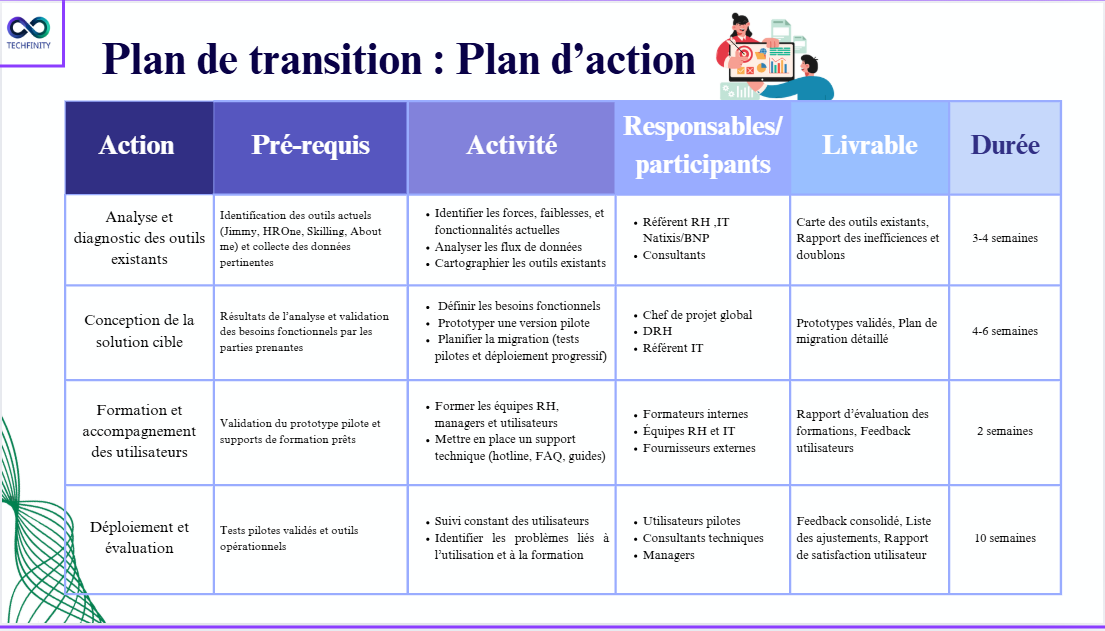 TECHFINITY
Plan de transition : Plan d’action
Action
Pré-requis
Activité
Responsables/
participants
Livrable
Durée
Analyse et
diagnostic des outils
existants
Identification des outils actuels
(Jimmy, HROne, Skilling, About
me) et collecte des données
pertinentes
• Identifier les forces, faiblesses, et
fonctionnalités actuelles
• Analyser les flux de données
• Cartographier les outils existants
• Référent RH ,IT
Natixis/BNP
• Consultants
Carte des outils existants,
Rapport des inefficiences et
doublons
3-4 semaines
Conception de la
solution cible
Résultats de l’analyse et validation
des besoins fonctionnels par les
parties prenantes
• Définir les besoins fonctionnels
• Prototyper une version pilote
• Planifier la migration (tests
pilotes et déploiement progressif)
• Chef de projet global
• DRH
• Référent IT
Prototypes validés, Plan de
migration détaillé
4-6 semaines
Formation et
accompagnement
des utilisateurs
Validation du prototype pilote et
supports de formation prêts
• Former les équipes RH,
managers et utilisateurs
• Mettre en place un support
technique (hotline, FAQ, guides)
• Formateurs internes
• Équipes RH et IT
• Fournisseurs externes
Rapport d’évaluation des
formations, Feedback
utilisateurs
2 semaines
Déploiement et
évaluation
Tests pilotes validés et outils
opérationnels
• Suivi constant des utilisateurs
• Identifier les problèmes liés à
l’utilisation et à la formation
• Utilisateurs pilotes
• Consultants techniques
• Managers
Feedback consolidé, Liste
des ajustements, Rapport
de satisfaction utilisateur
10 semaines